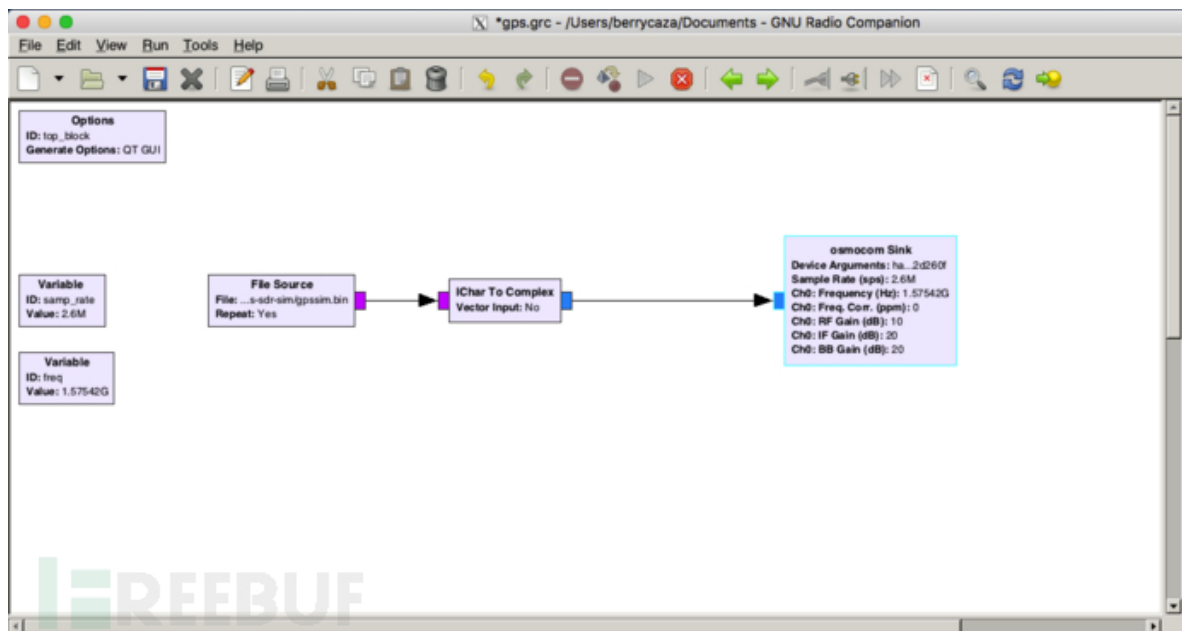 *gps.grc - /Users/berrycaza/Documents - GNU Radio Companion
File Edit View Run Tools Help
Options
ID: top_block
Generate Options: QT GUI
Variable
ID: samp_rate
Value: 2.6M
Variable
ID: freq
Value: 1.57542G
File Source
File: ...s-sdr-sim/gpssim.bin
Repeat: Yes
IChar To Complex
Vector Input: No
osmocom Sink
Device Arguments: ha...2d260f
Sample Rate (sps): 2.6M
Ch0: Frequency (Hz): 1.57542G
Ch0: Freq. Corr. (ppm): 0
Ch0: RF Gain (dB): 10
Ch0: IF Gain (dB): 20
Ch0: BB Gain (dB): 20
FREEBUF